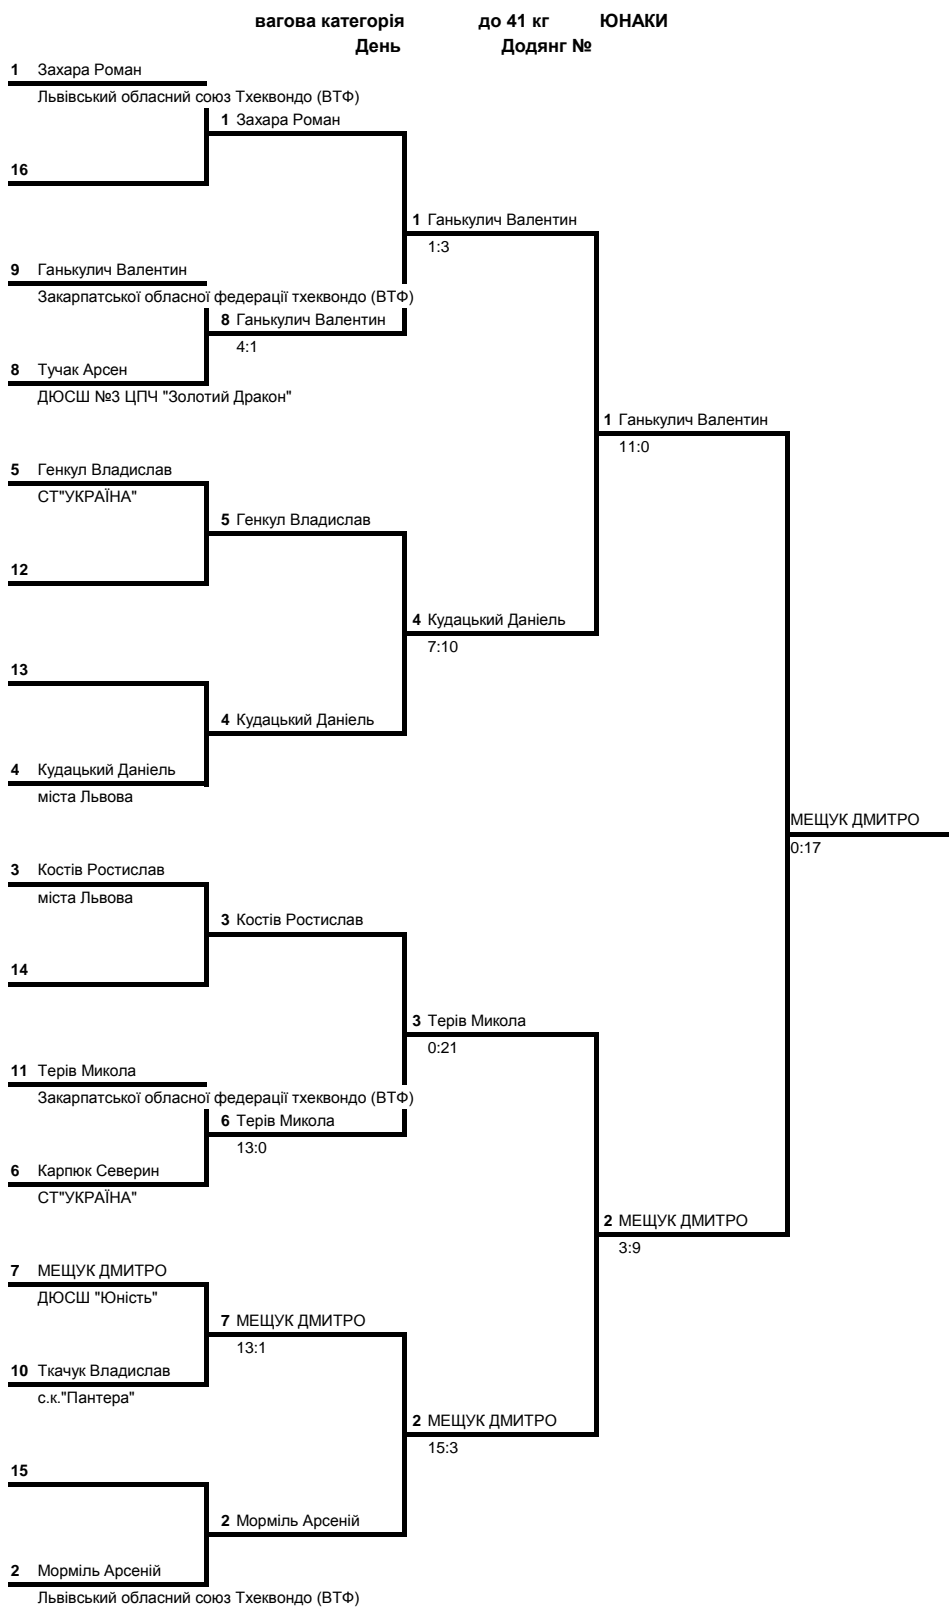 вагова категорія до 41 кг ЮНАКИ
День Додянг №
1 Захара Роман
Львівський обласний союз Тхеквондо (ВТФ)
1 Захара Роман
16
1 Ганькулич Валентин
1:3
9 Ганькулич Валентин
Закарпатської обласної федерації тхеквондо (ВТФ)
8 Ганькулич Валентин
4:1
8 Тучак Арсен
ДЮСШ №3 ЦПЧ "Золотий Дракон"
1 Ганькулич Валентин
11:0
5 Генкул Владислав
СТ"УКРАЇНА"
5 Генкул Владислав
12
4 Кудацький Даніель
7:10
13
4 Кудацький Даніель
4 Кудацький Даніель
міста Львова
МЕЩУК ДМИТРО
0:17
3 Костів Ростислав
міста Львова
3 Костів Ростислав
14
3 Терів Микола
0:21
11 Терів Микола
Закарпатської обласної федерації тхеквондо (ВТФ)
6 Терів Микола
13:0
6 Карпюк Северин
СТ"УКРАЇНА"
2 МЕЩУК ДМИТРО
3:9
7 МЕЩУК ДМИТРО
ДЮСШ "Юність"
7 МЕЩУК ДМИТРО
13:1
10 Ткачук Владислав
с.к."Пантера"
2 МЕЩУК ДМИТРО
15:3
15
2 Морміль Арсеній
2 Морміль Арсеній
Львівський обласний союз Тхеквондо (ВТФ)